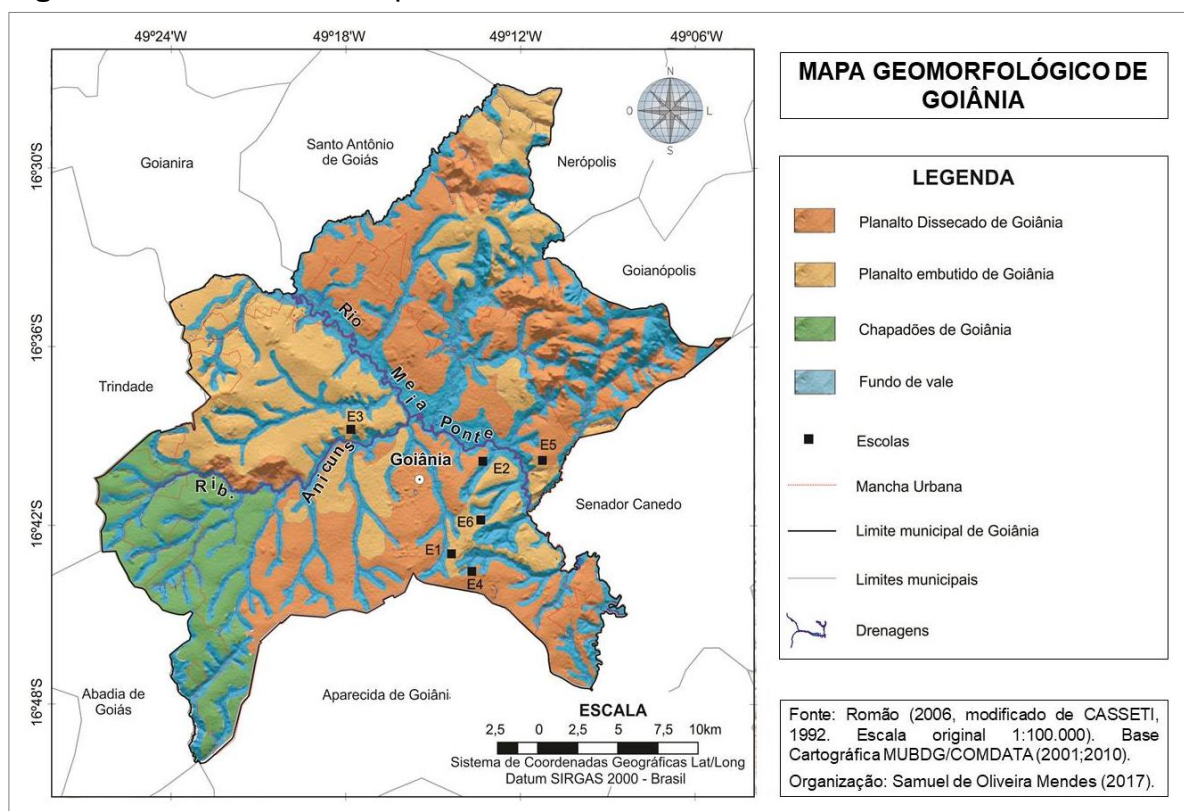 49°24'W 49°18'W 49°12'W 49°06'W
16°30'S
16°36'S
16°42'S
16°48'S
N
O L
S
Santo Antônio
de Goiás
Goianira
Nerópolis
Goianópolis
Trindade
Rio Meia Ponte
E3
Goiânia
E5
E2
Rib. Anicuns
Senador Canedo
E6
E1
E4
Abadia de
Goiás
Aparecida de Goiâni
ESCALA
2,5 0 2,5 5 7,5 10km
Sistema de Coordenadas Geográficas Lat/Long
Datum SIRGAS 2000 - Brasil
MAPA GEOMORFOLÓGICO DE
GOIÂNIA
LEGENDA
Planalto Dissecado de Goiânia
Planalto embutido de Goiânia
Chapadões de Goiânia
Fundo de vale
Escolas
Mancha Urbana
Limite municipal de Goiânia
Limites municipais
Drenagens
Fonte: Romão (2006, modificado de CASSETI,
1992. Escala original 1:100.000). Base
Cartográfica MUBDG/COMDATA (2001;2010).
Organização: Samuel de Oliveira Mendes (2017).